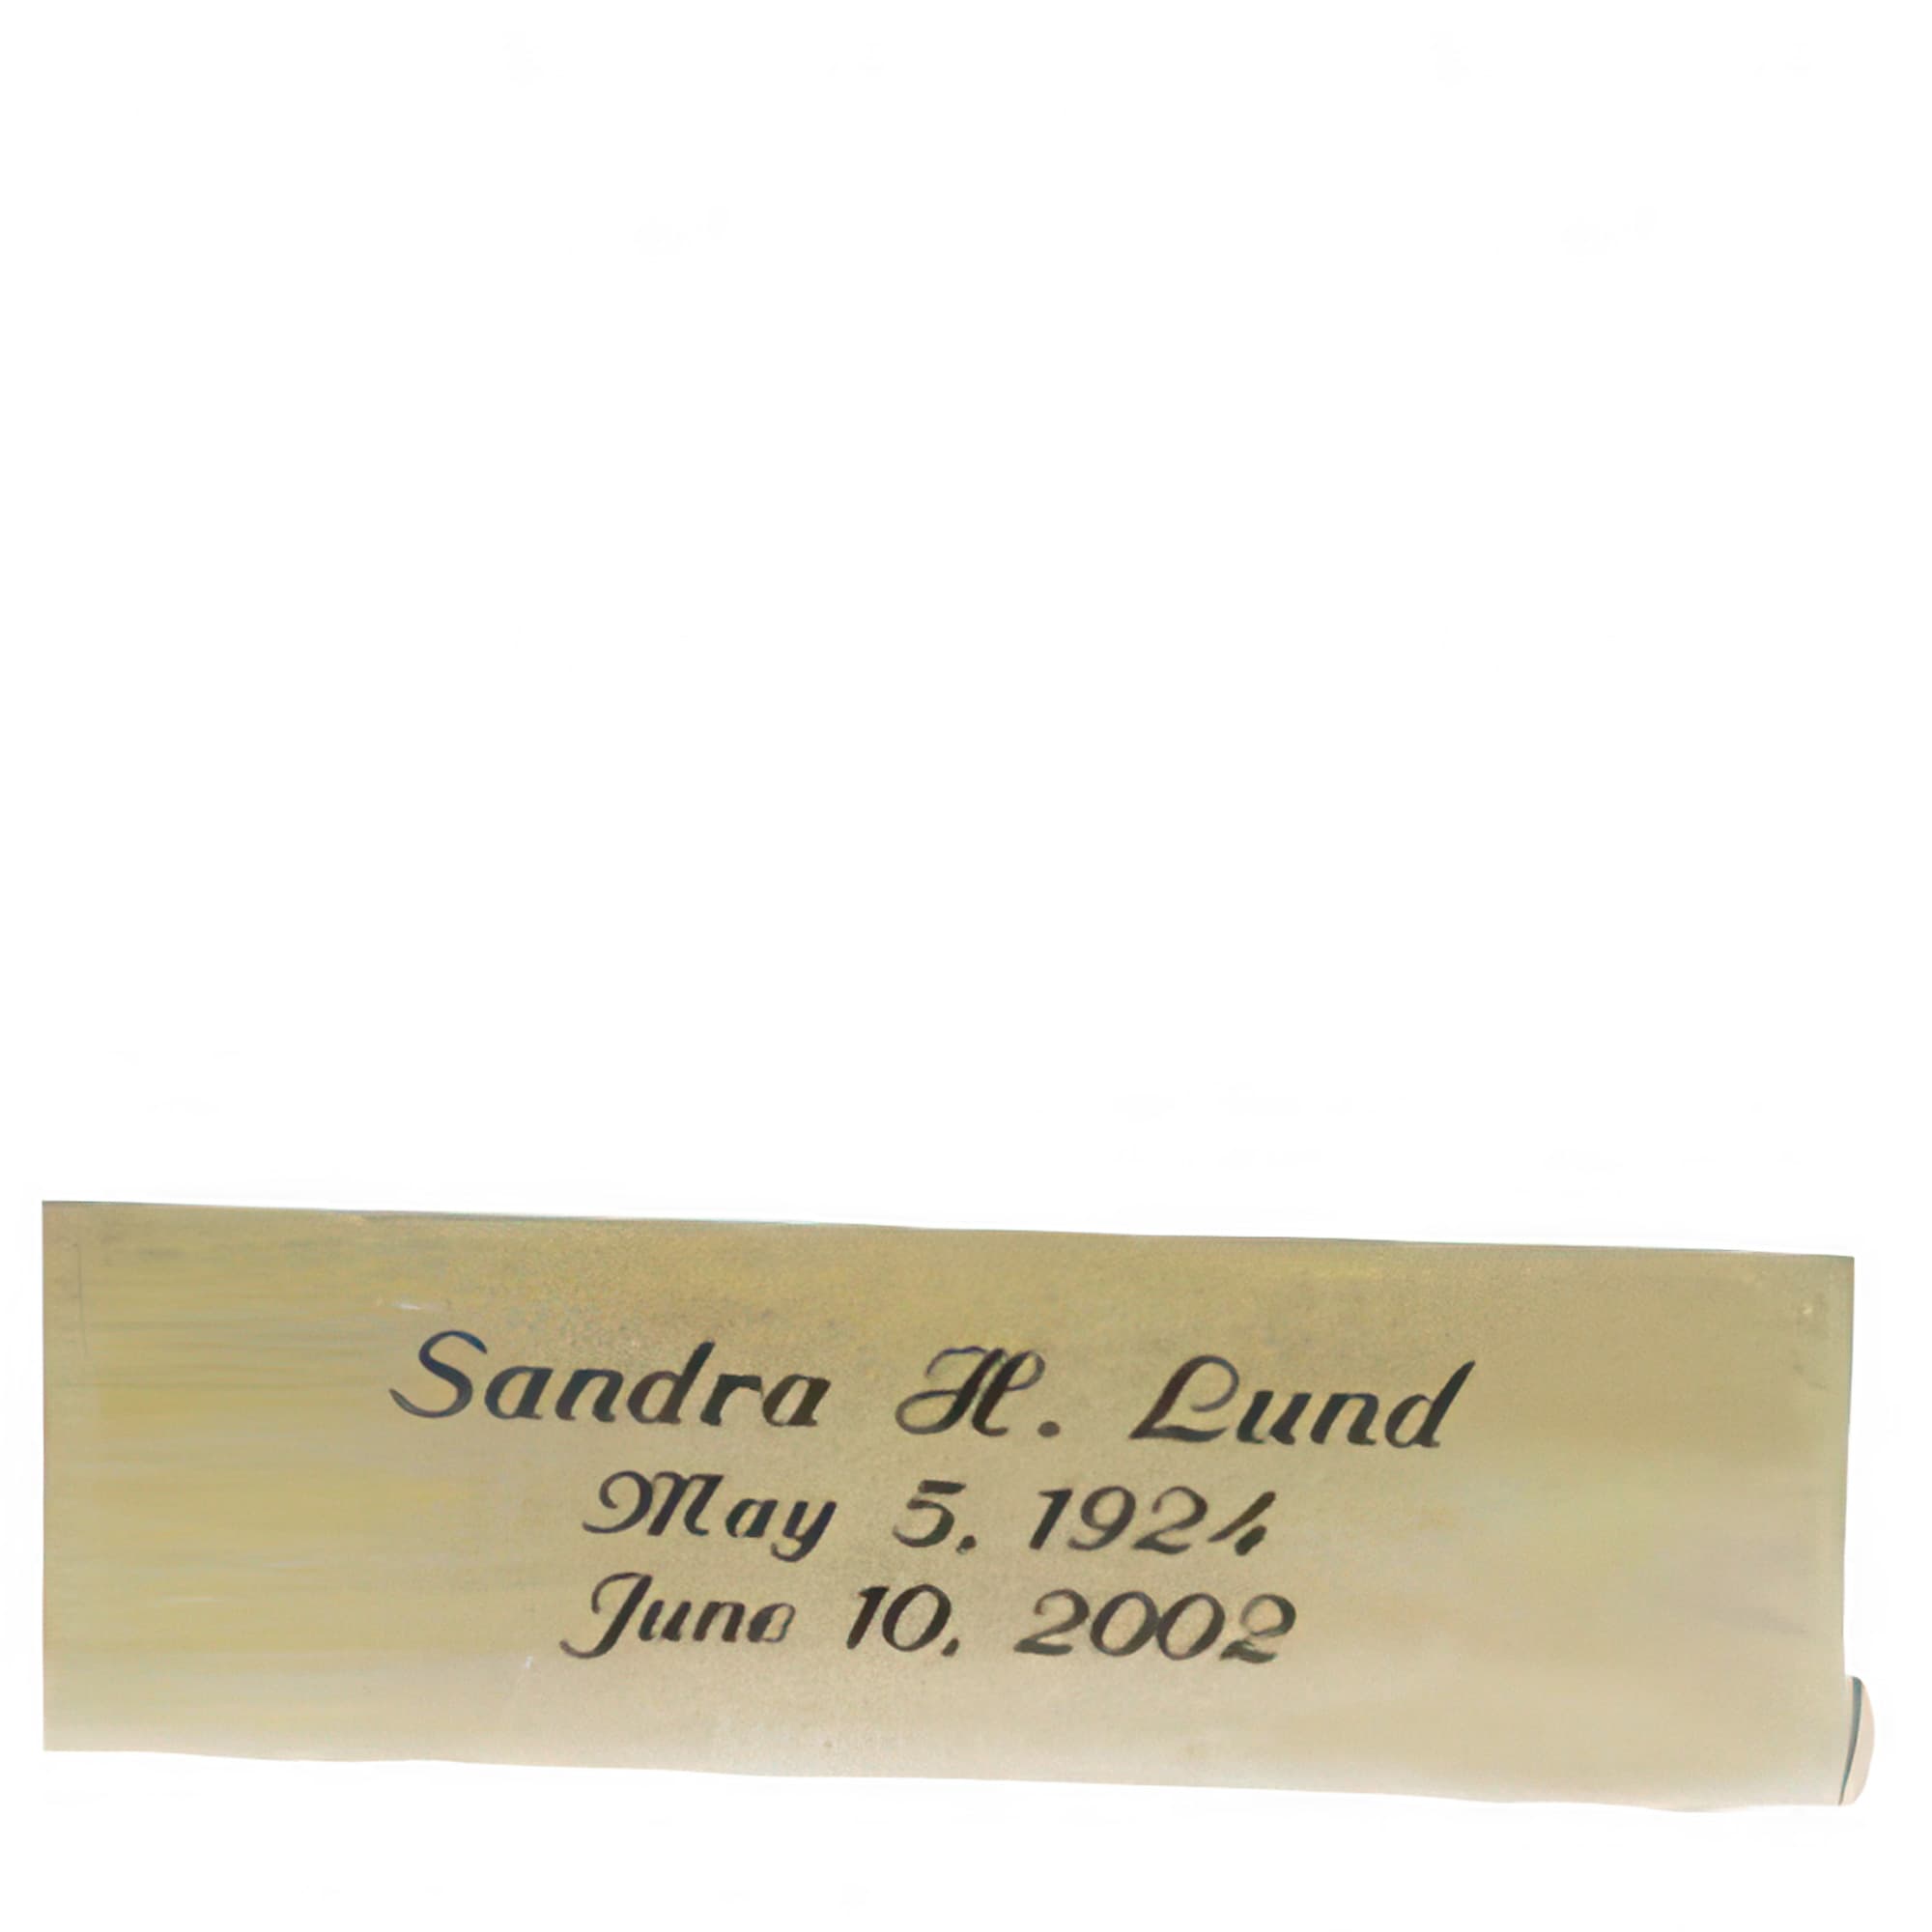 Sandra H. Lund
May 5, 1924
June 10, 2002